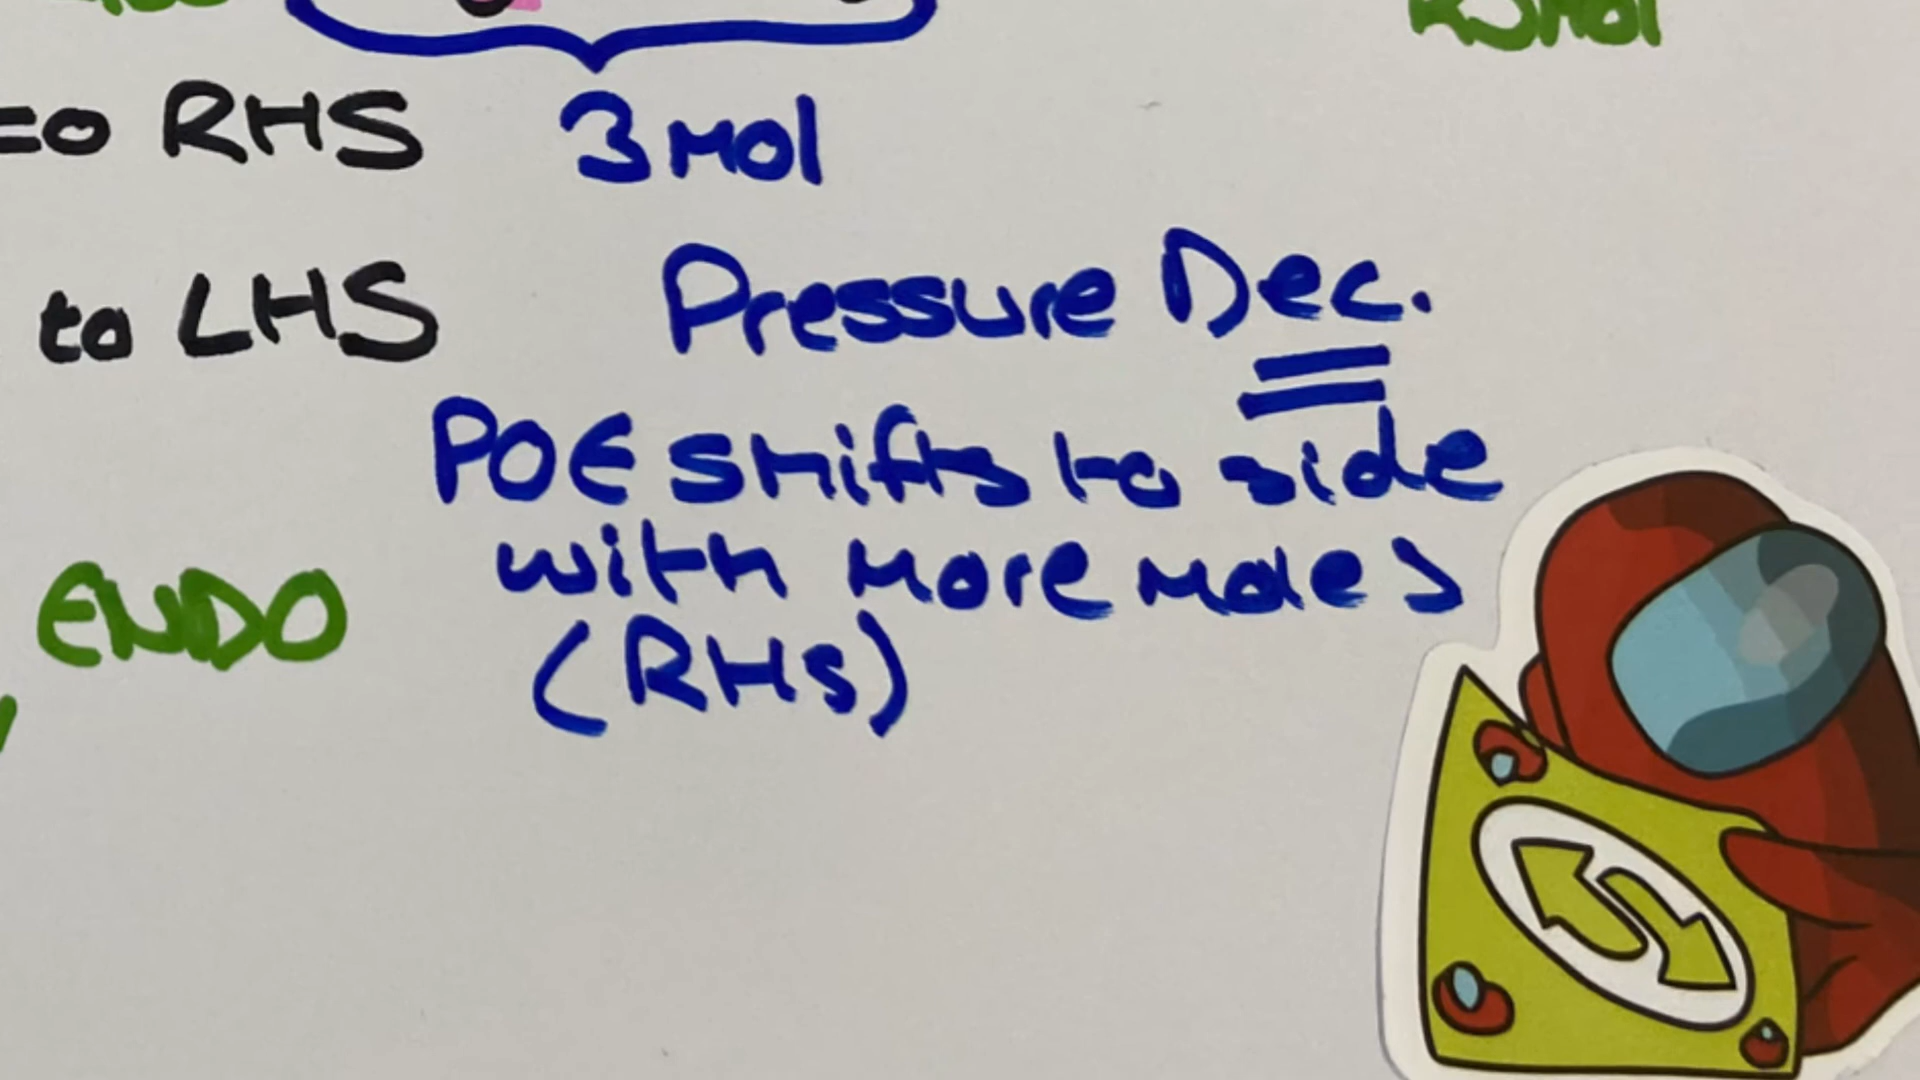 to RHS 3 Mol
to LHS Pressure Dec.
POE shifts to side
with More moles
ENDO (RHS)